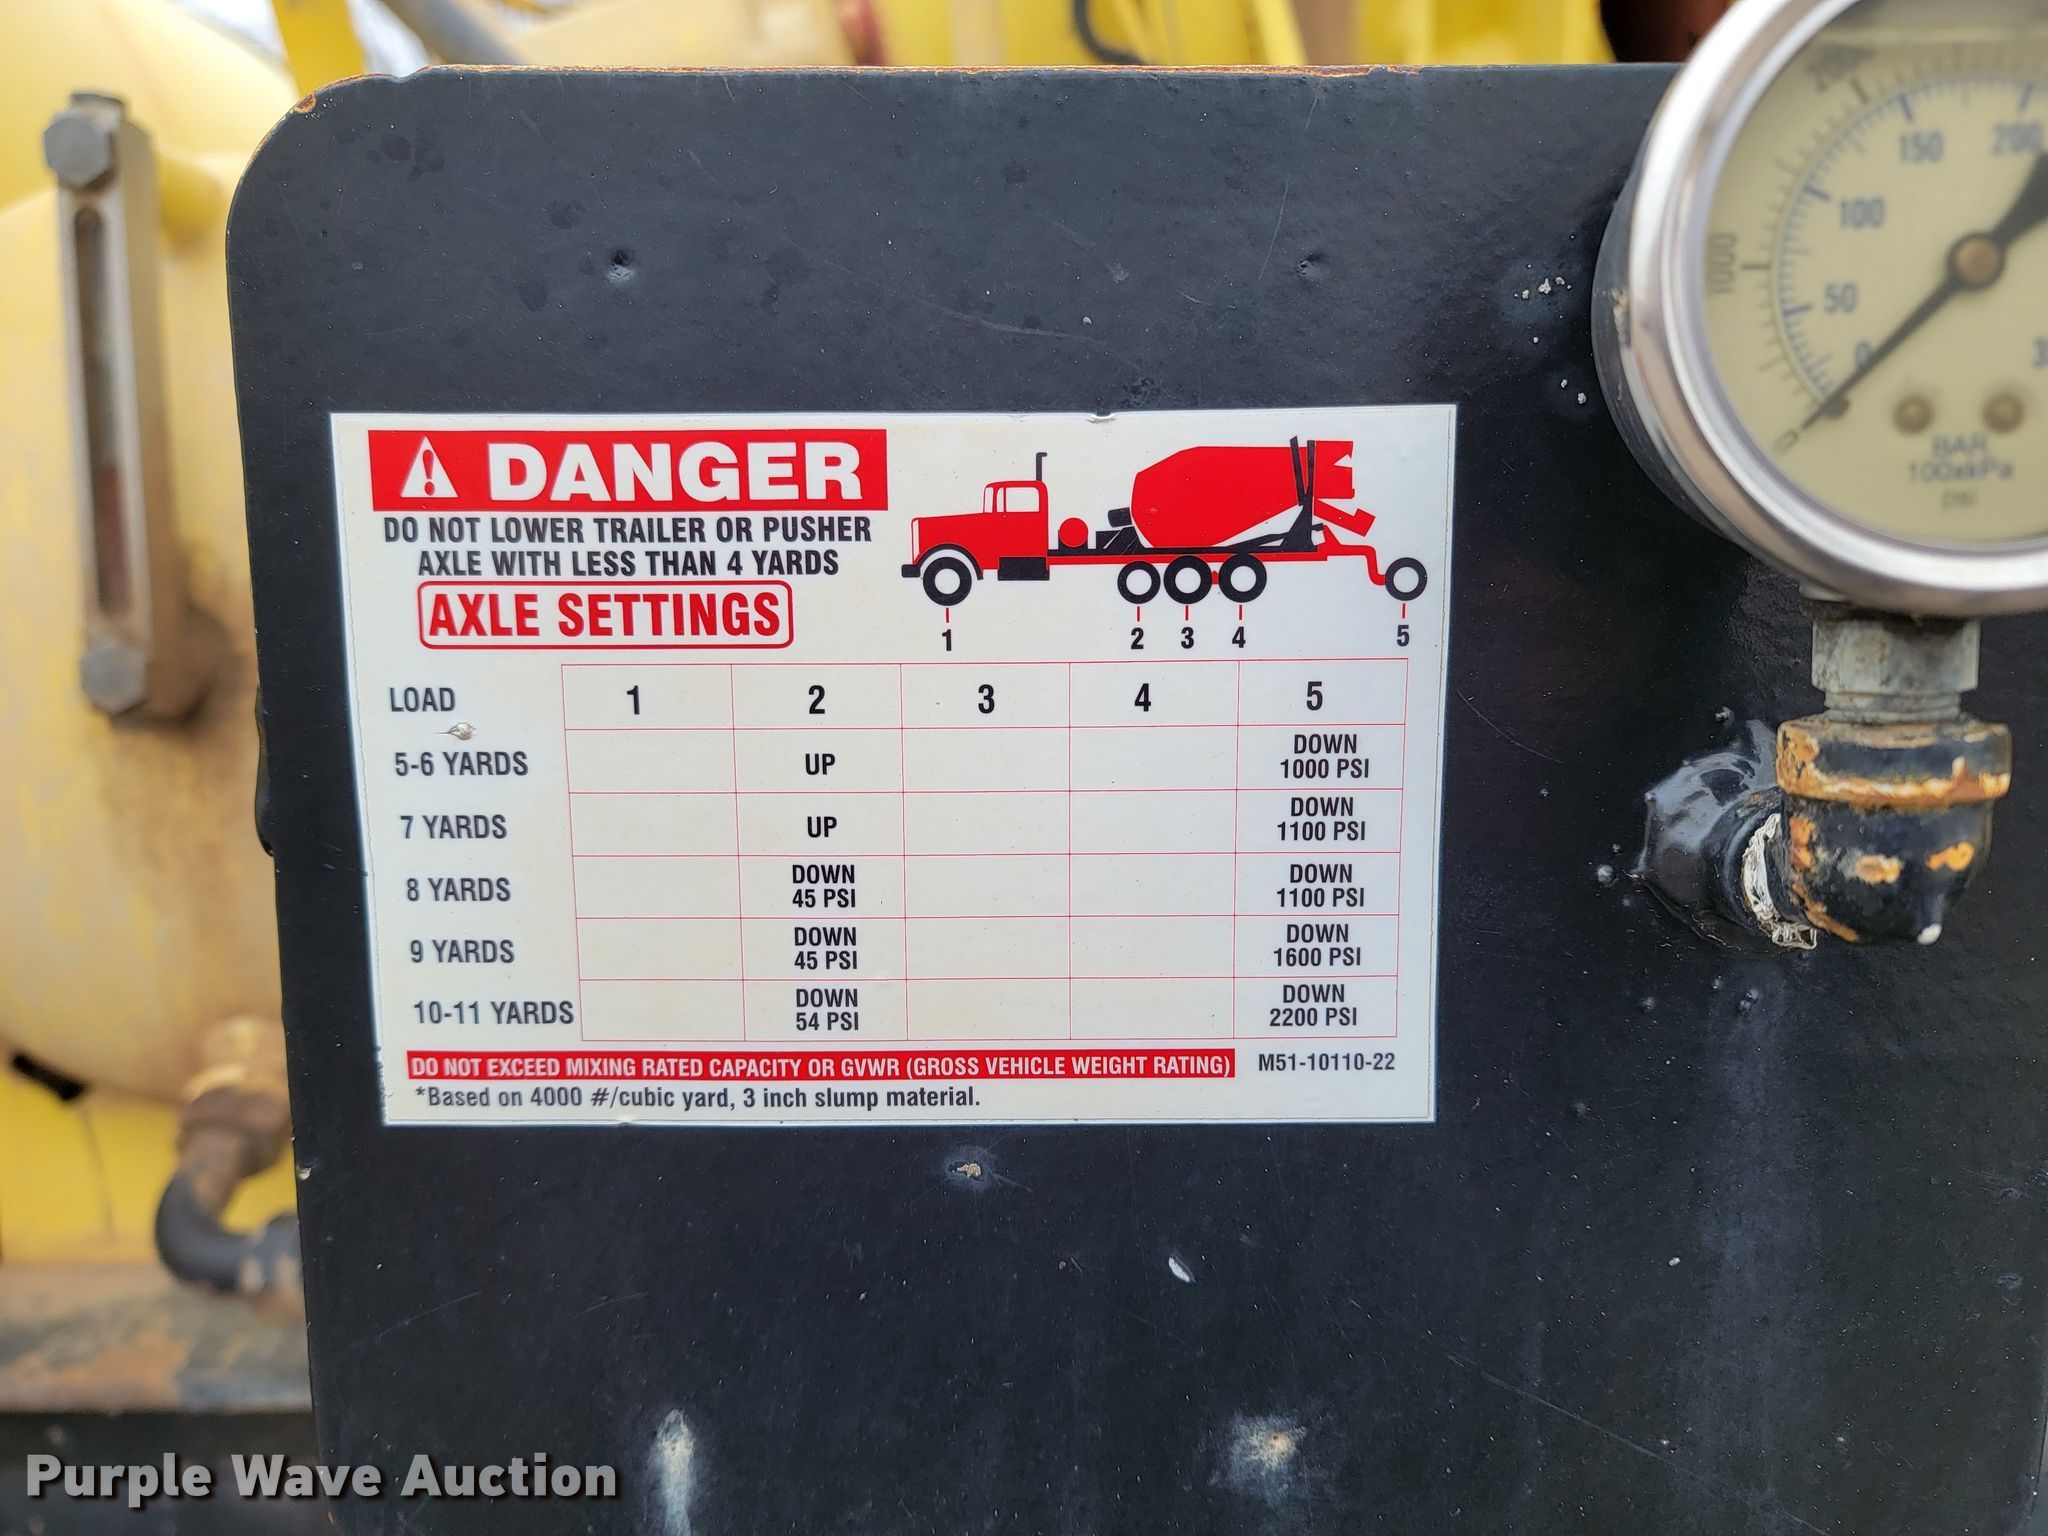 DANGER
DO NOT LOWER TRAILER OR PUSHER
AXLE WITH LESS THAN 4 YARDS
AXLE SETTINGS
1 2 3 4 5
LOAD 1 2 3 4 5
5-6 YARDS UP DOWN 1000 PSI
7 YARDS UP DOWN 1100 PSI
8 YARDS DOWN 45 PSI DOWN 1100 PSI
9 YARDS DOWN 45 PSI DOWN 1600 PSI
10-11 YARDS DOWN 54 PSI DOWN 2200 PSI
DO NOT EXCEED MIXING RATED CAPACITY OR GVWR (GROSS VEHICLE WEIGHT RATING) M51-10110-22
*Based on 4000 #/cubic yard, 3 inch slump material.
0 50 100 150 200
0 1000
BAR
100xkPa
psi
Purple Wave Auction